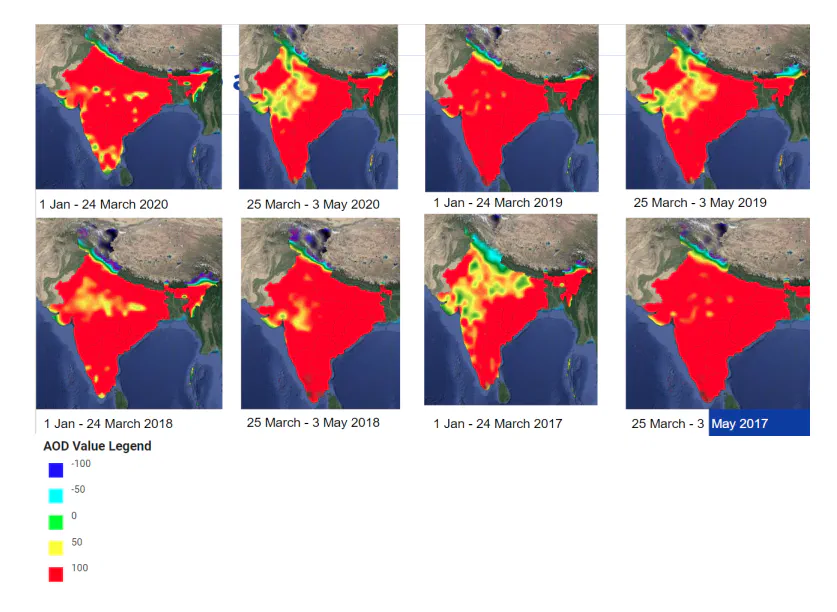 a
1 Jan - 24 March 2020
25 March - 3 May 2020
1 Jan - 24 March 2019
25 March - 3 May 2019
1 Jan - 24 March 2018
25 March - 3 May 2018
1 Jan - 24 March 2017
25 March - 3 May 2017
AOD Value Legend
-100
-50
0
50
100